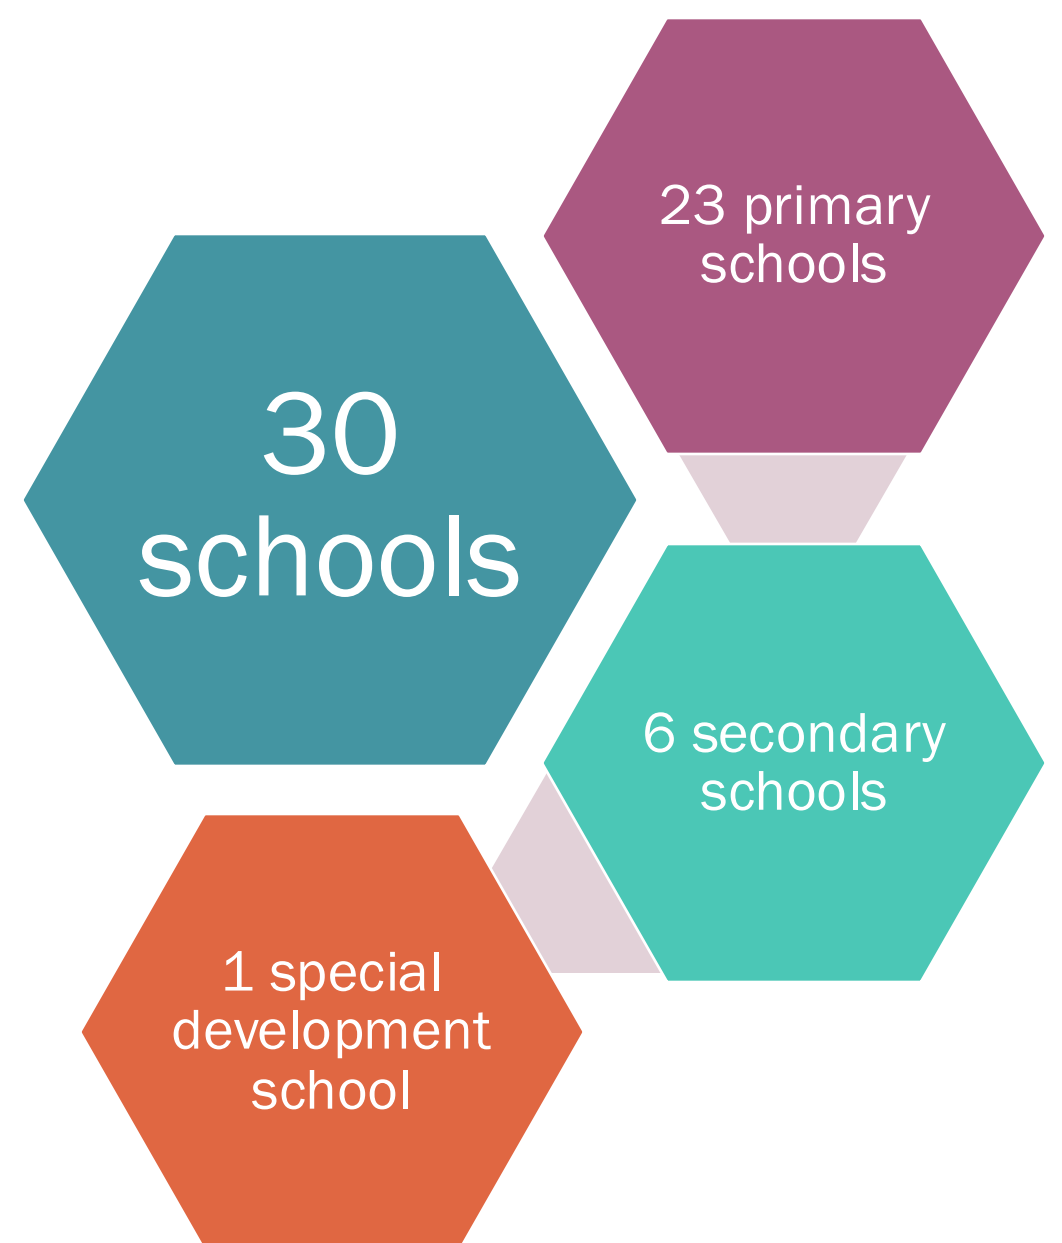 30
schools
23 primary
schools
6 secondary
schools
1 special
development
school